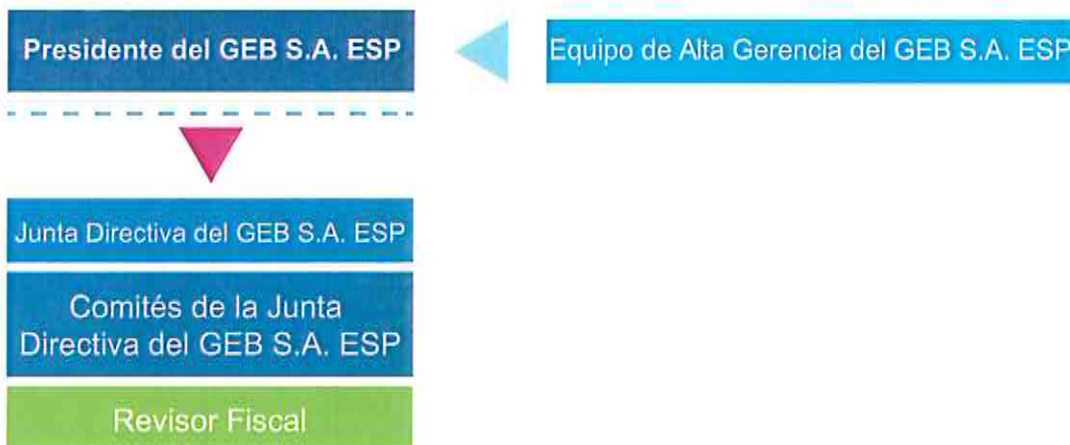 Presidente del GEB S.A. ESP
Equipo de Alta Gerencia del GEB S.A. ESP
Junta Directiva del GEB S.A. ESP
Comités de la Junta
Directiva del GEB S.A. ESP
Revisor Fiscal